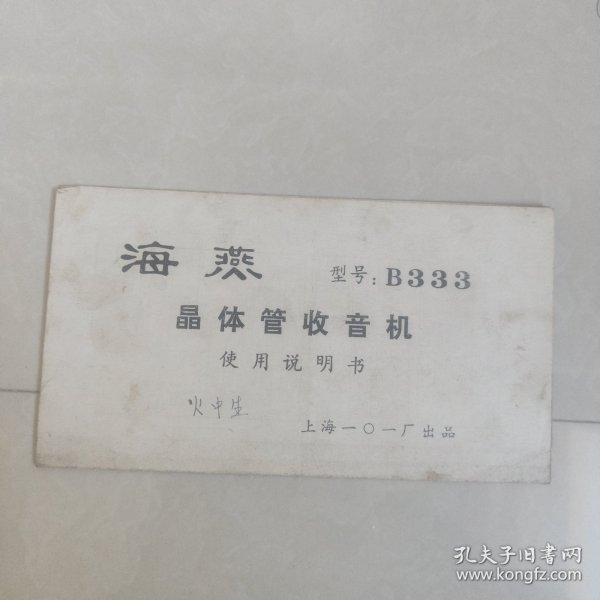 海燕 型号:B333
晶体管收音机
使用说明书
火中生
上海一〇一厂出品
孔夫子旧书网
www.kongfz.com